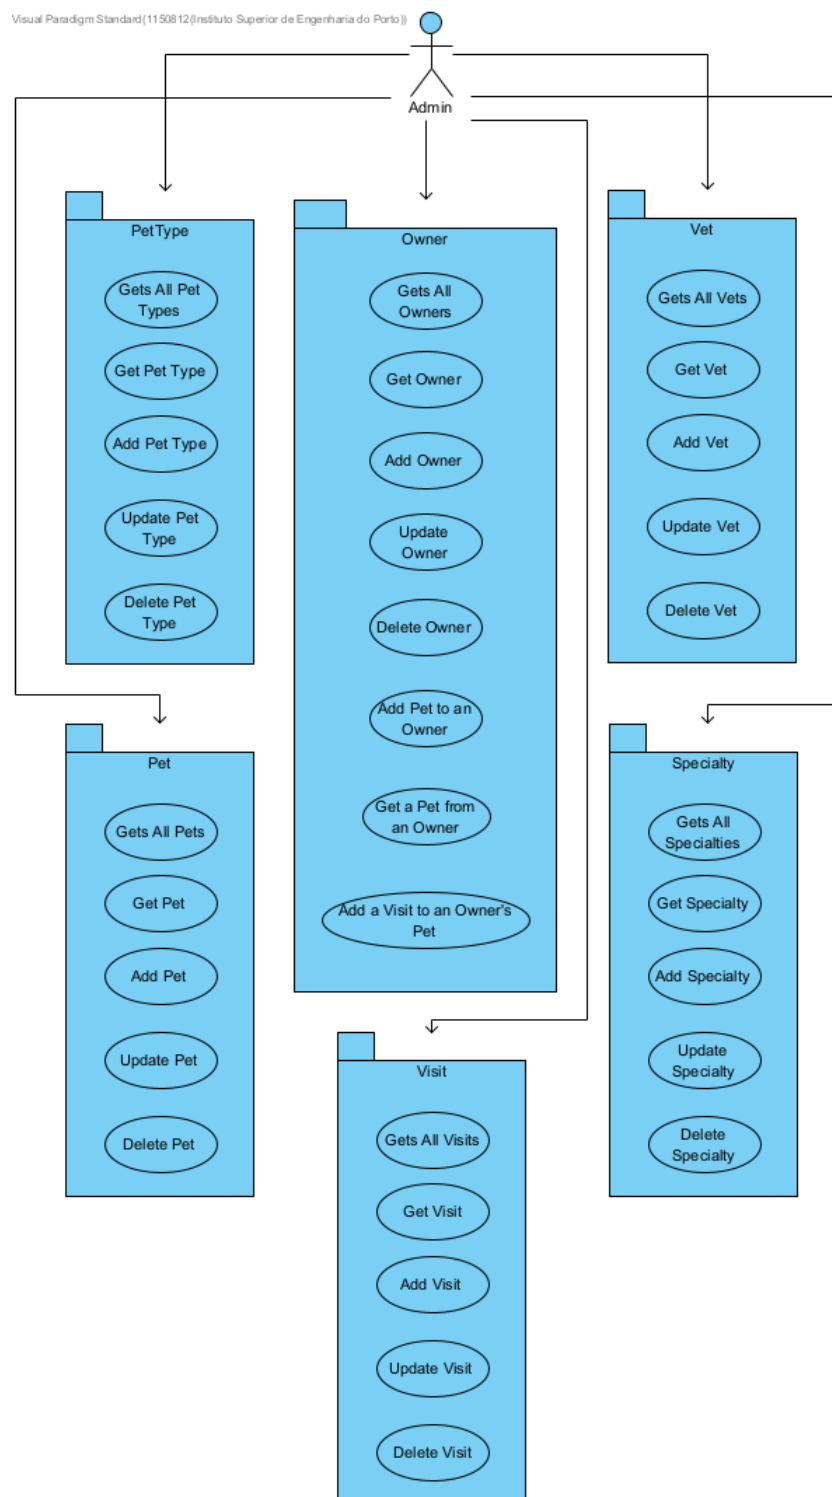 Visual Paradigm Standard(1150812(Instituto Superior de Engenharia do Porto))
Admin
PetType
Gets All Pet
Types
Get Pet Type
Add Pet Type
Update Pet
Type
Delete Pet
Type
Owner
Gets All
Owners
Get Owner
Add Owner
Update
Owner
Delete Owner
Add Pet to an
Owner
Get a Pet from
an Owner
Add a Visit to an Owner's
Pet
Vet
Gets All Vets
Get Vet
Add Vet
Update Vet
Delete Vet
Pet
Gets All Pets
Get Pet
Add Pet
Update Pet
Delete Pet
Specialty
Gets All
Specialties
Get Specialty
Add Specialty
Update
Specialty
Delete
Specialty
Visit
Gets All Visits
Get Visit
Add Visit
Update Visit
Delete Visit